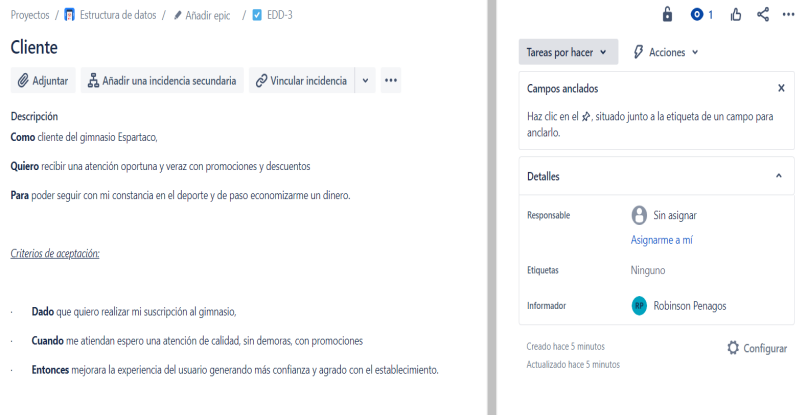 Proyectos / Estructura de datos / Añadir epic / EDD-3
Cliente
Adjuntar Añadir una incidencia secundaria Vincular incidencia
Descripción
Como cliente del gimnasio Espartaco,
Quiero recibir una atención oportuna y veraz con promociones y descuentos
Para poder seguir con mi constancia en el deporte y de paso economizarme un dinero.
Criterios de aceptación:
· Dado que quiero realizar mi suscripción al gimnasio,
· Cuando me atiendan espero una atención de calidad, sin demoras, con promociones
· Entonces mejorara la experiencia del usuario generando más confianza y agrado con el establecimiento.
1
Tareas por hacer Acciones
Campos anclados X
Haz clic en el , situado junto a la etiqueta de un campo para
anclarlo.
Detalles
Responsable Sin asignar
Asignarme a mí
Etiquetas Ninguno
Informador RP Robinson Penagos
Creado hace 5 minutos Configurar
Actualizado hace 5 minutos